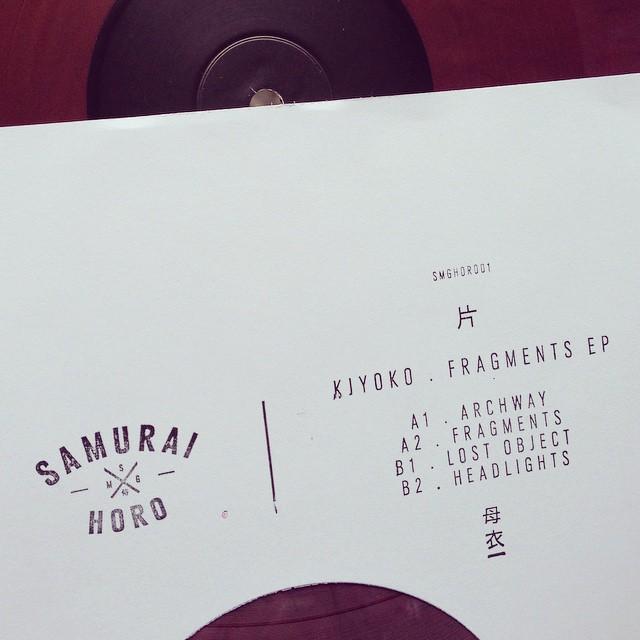 SMGHOR001
片
KIYOKO . FRAGMENTS EP
A1 . ARCHWAY
A2 . FRAGMENTS
B1 . LOST OBJECT
B2 . HEADLIGHTS
母衣一
SAMURAI
S
M G
HORO